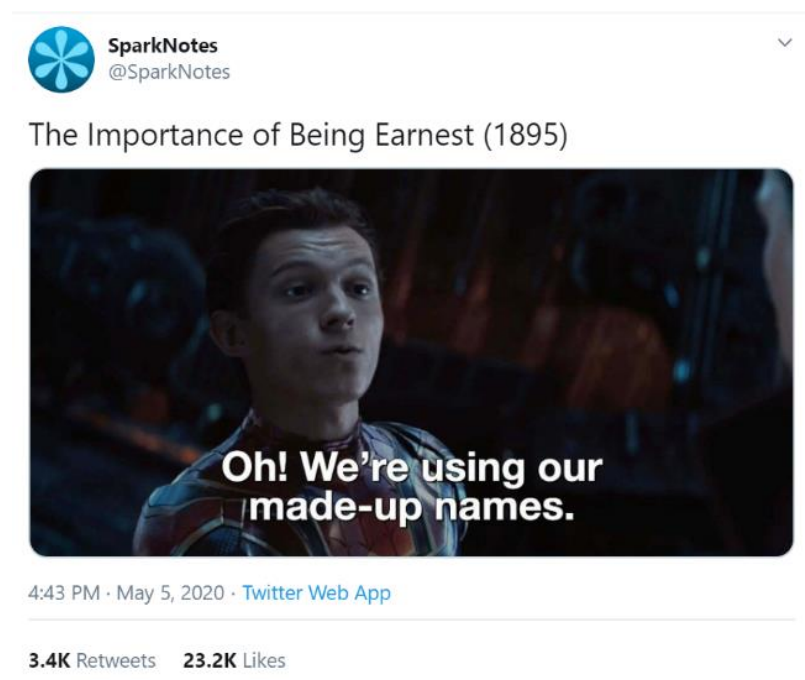 SparkNotes
@SparkNotes
The Importance of Being Earnest (1895)
Oh! We're using our
made-up names.
4:43 PM · May 5, 2020 · Twitter Web App
3.4K Retweets 23.2K Likes